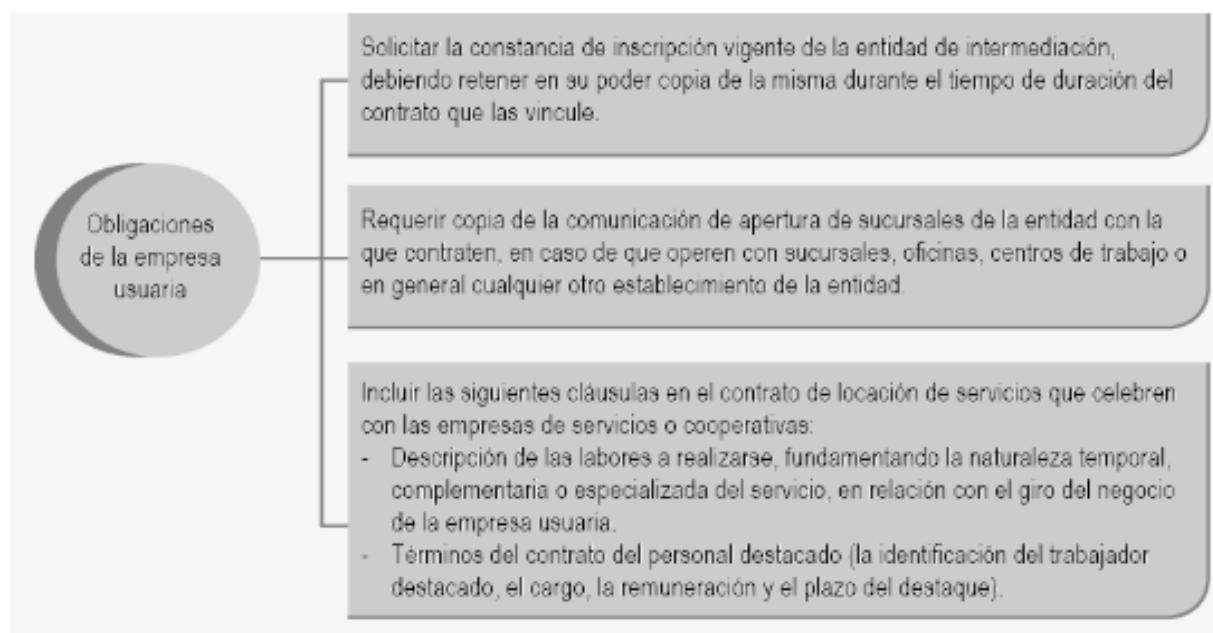 Obligaciones
de la empresa
usuaria
Solicitar la constancia de inscripción vigente de la entidad de intermediación,
debiendo retener en su poder copia de la misma durante el tiempo de duración del
contrato que las vincule.
Requerir copia de la comunicación de apertura de sucursales de la entidad con la
que contraten, en caso de que operen con sucursales, oficinas, centros de trabajo o
en general cualquier otro establecimiento de la entidad.
Incluir las siguientes cláusulas en el contrato de locación de servicios que celebren
con las empresas de servicios o cooperativas:
- Descripción de las labores a realizarse, fundamentando la naturaleza temporal,
complementaria o especializada del servicio, en relación con el giro del negocio
de la empresa usuaria.
- Términos del contrato del personal destacado (la identificación del trabajador
destacado, el cargo, la remuneración y el plazo del destaque).